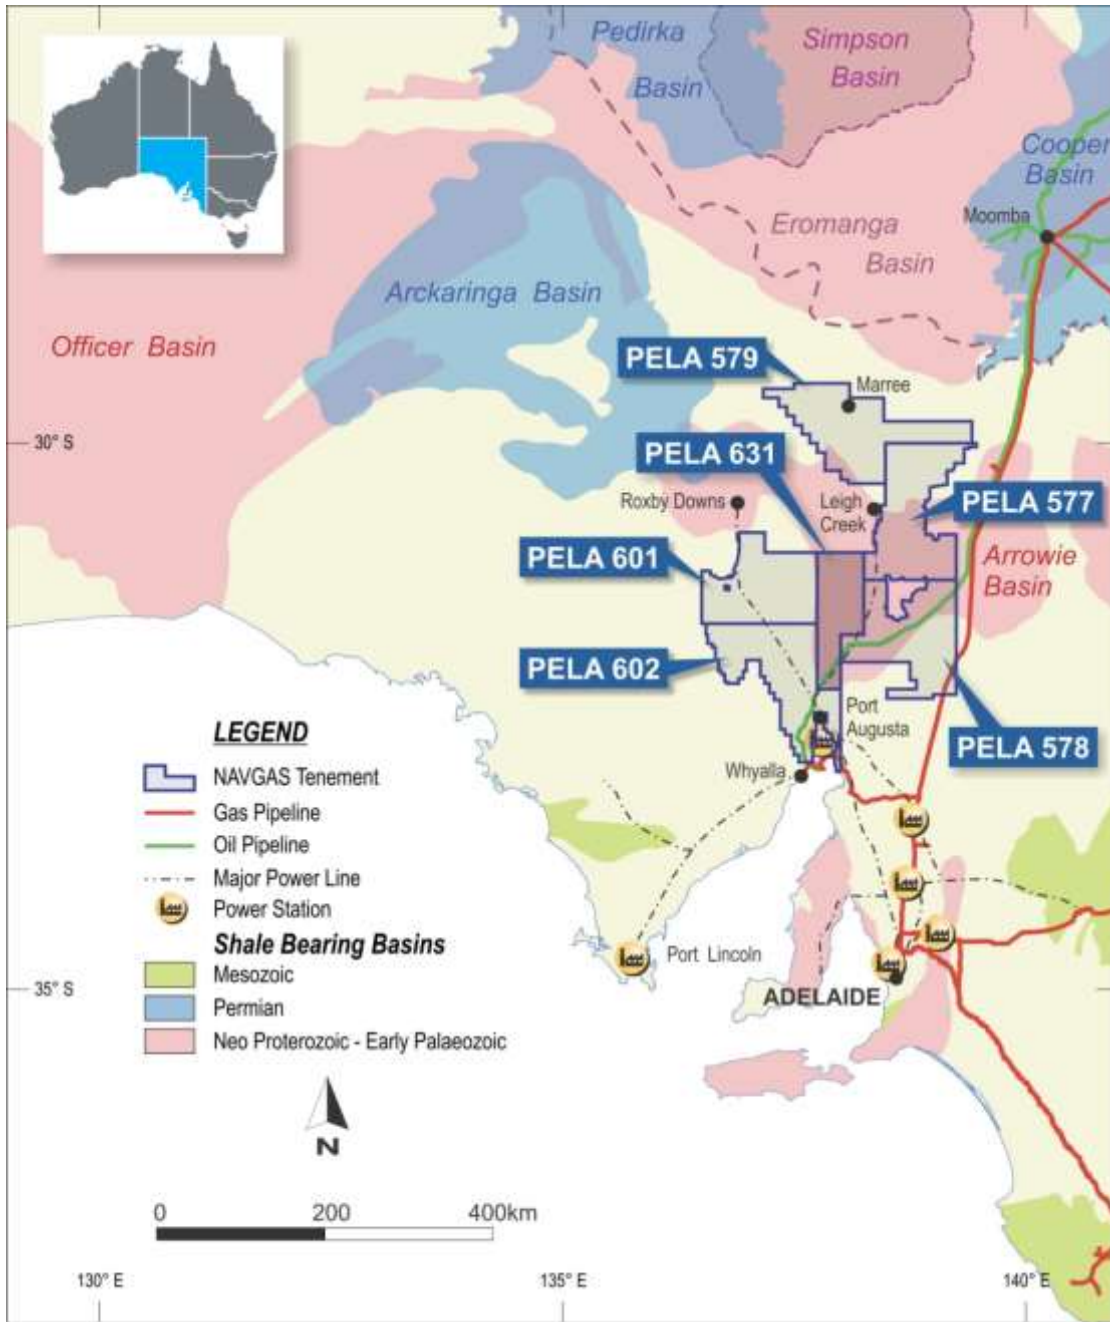 Pedirka
Basin
Simpson
Basin
Cooper
Basin
Moomba
Eromanga
Basin
Arckaringa Basin
Officer Basin
PELA 579
Marree
30° S
PELA 631
Roxby Downs
Leigh
Creek
PELA 577
PELA 601
Arrowie
Basin
PELA 602
Port
Augusta
PELA 578
Whyalla
LEGEND
NAVGAS Tenement
Gas Pipeline
Oil Pipeline
Major Power Line
Power Station
Shale Bearing Basins
Mesozoic
Permian
Neo Proterozoic - Early Palaeozoic
Port Lincoln
ADELAIDE
35° S
N
0 200 400km
130° E 135° E 140° E